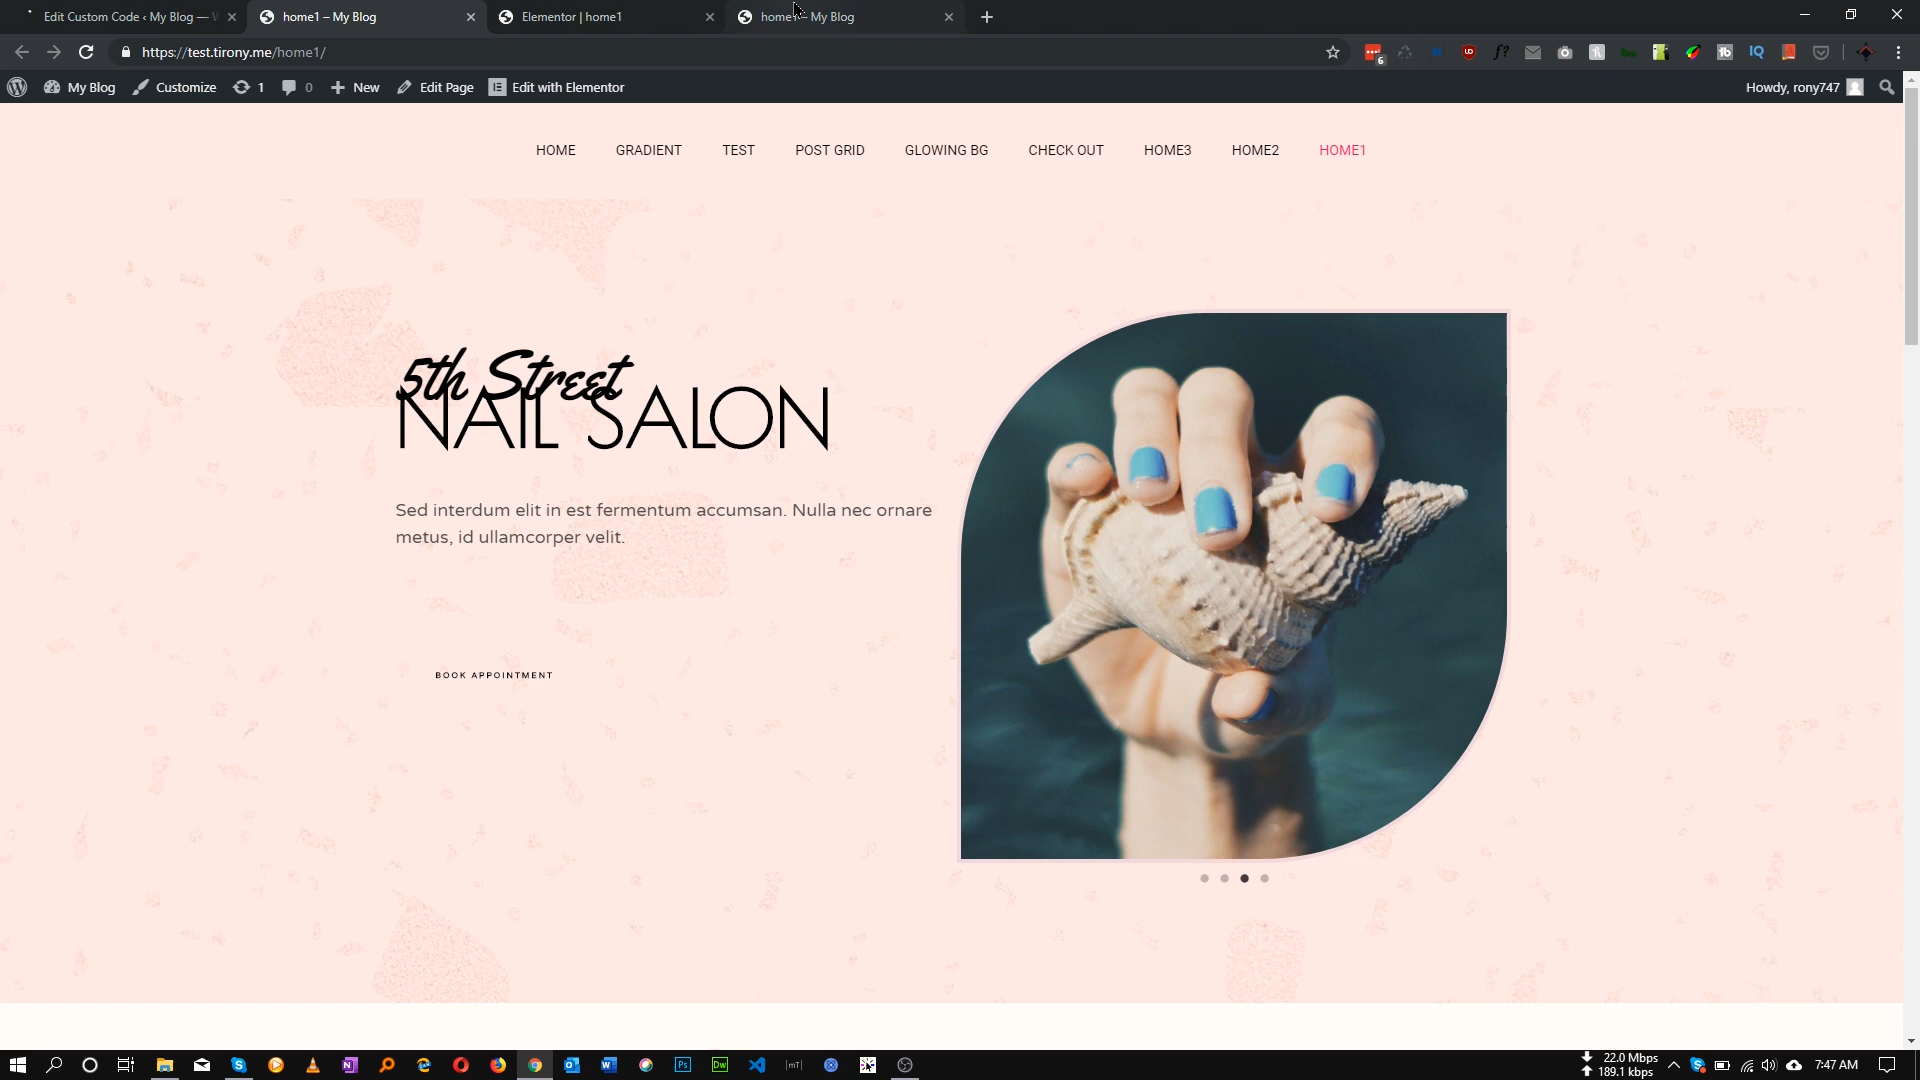 Edit Custom Code ‹ My Blog —
home1 – My Blog
Elementor | home1
home1 – My Blog
https://test.tirony.me/home1/
6
My Blog
Customize
1
0
New
Edit Page
Edit with Elementor
Howdy, rony747
HOME
GRADIENT
TEST
POST GRID
GLOWING BG
CHECK OUT
HOME3
HOME2
HOME1
5th Street
NAIL SALON
Sed interdum elit in est fermentum accumsan. Nulla nec ornare
metus, id ullamcorper velit.
BOOK APPOINTMENT
22.0 Mbps
189.1 kbps
7:47 AM